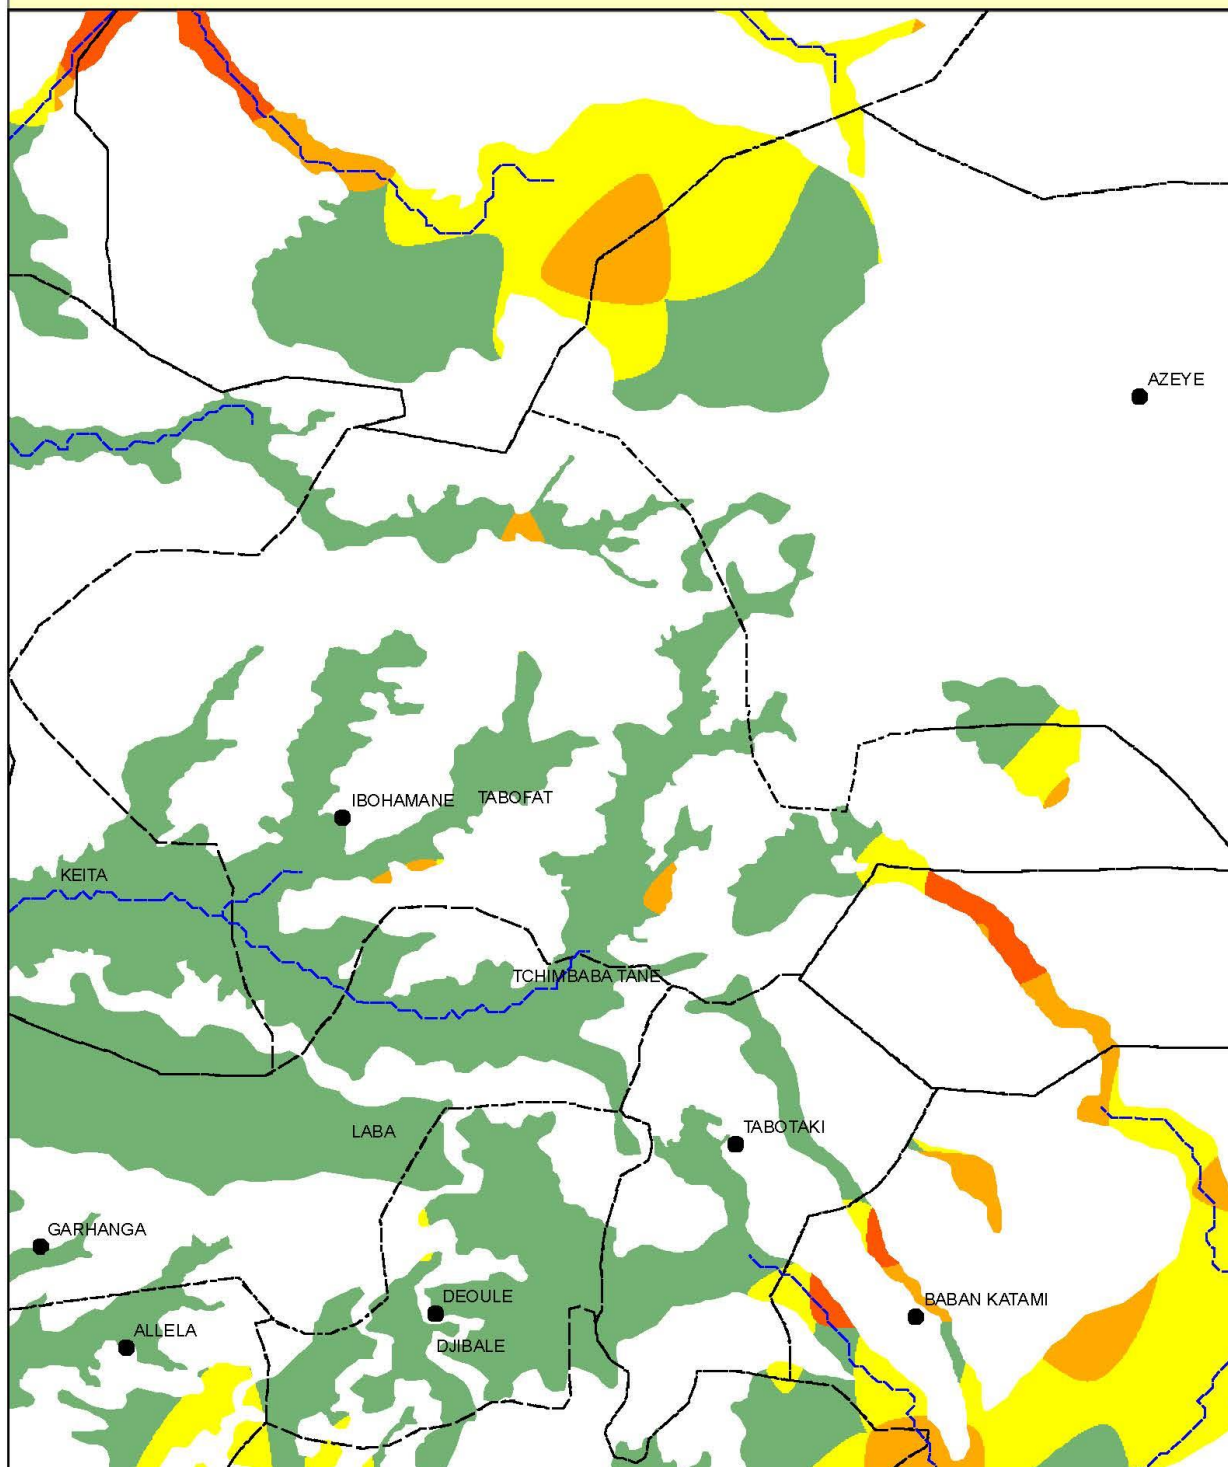 AZEYE
IBOHAMANE
TABOFAT
KEITA
TCHIMBABA TANE
LABA
TABOTAKI
GARHANGA
DEOULE
BABAN KATAMI
ALLELA
DJIBALE